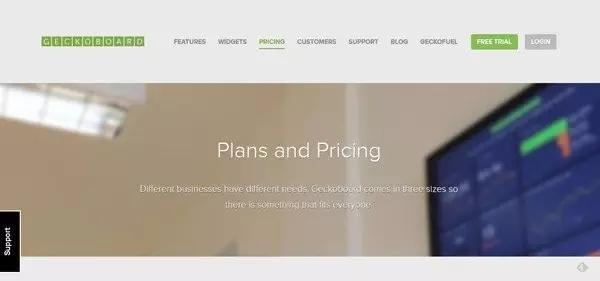 GECKOBOARD FEATURES WIDGETS PRICING CUSTOMERS SUPPORT BLOG GECKOFUEL FREE TRIAL LOGIN
Plans and Pricing
Different businesses have different needs. Geckoboard comes in three sizes so
there is something that fits everyone.
Support